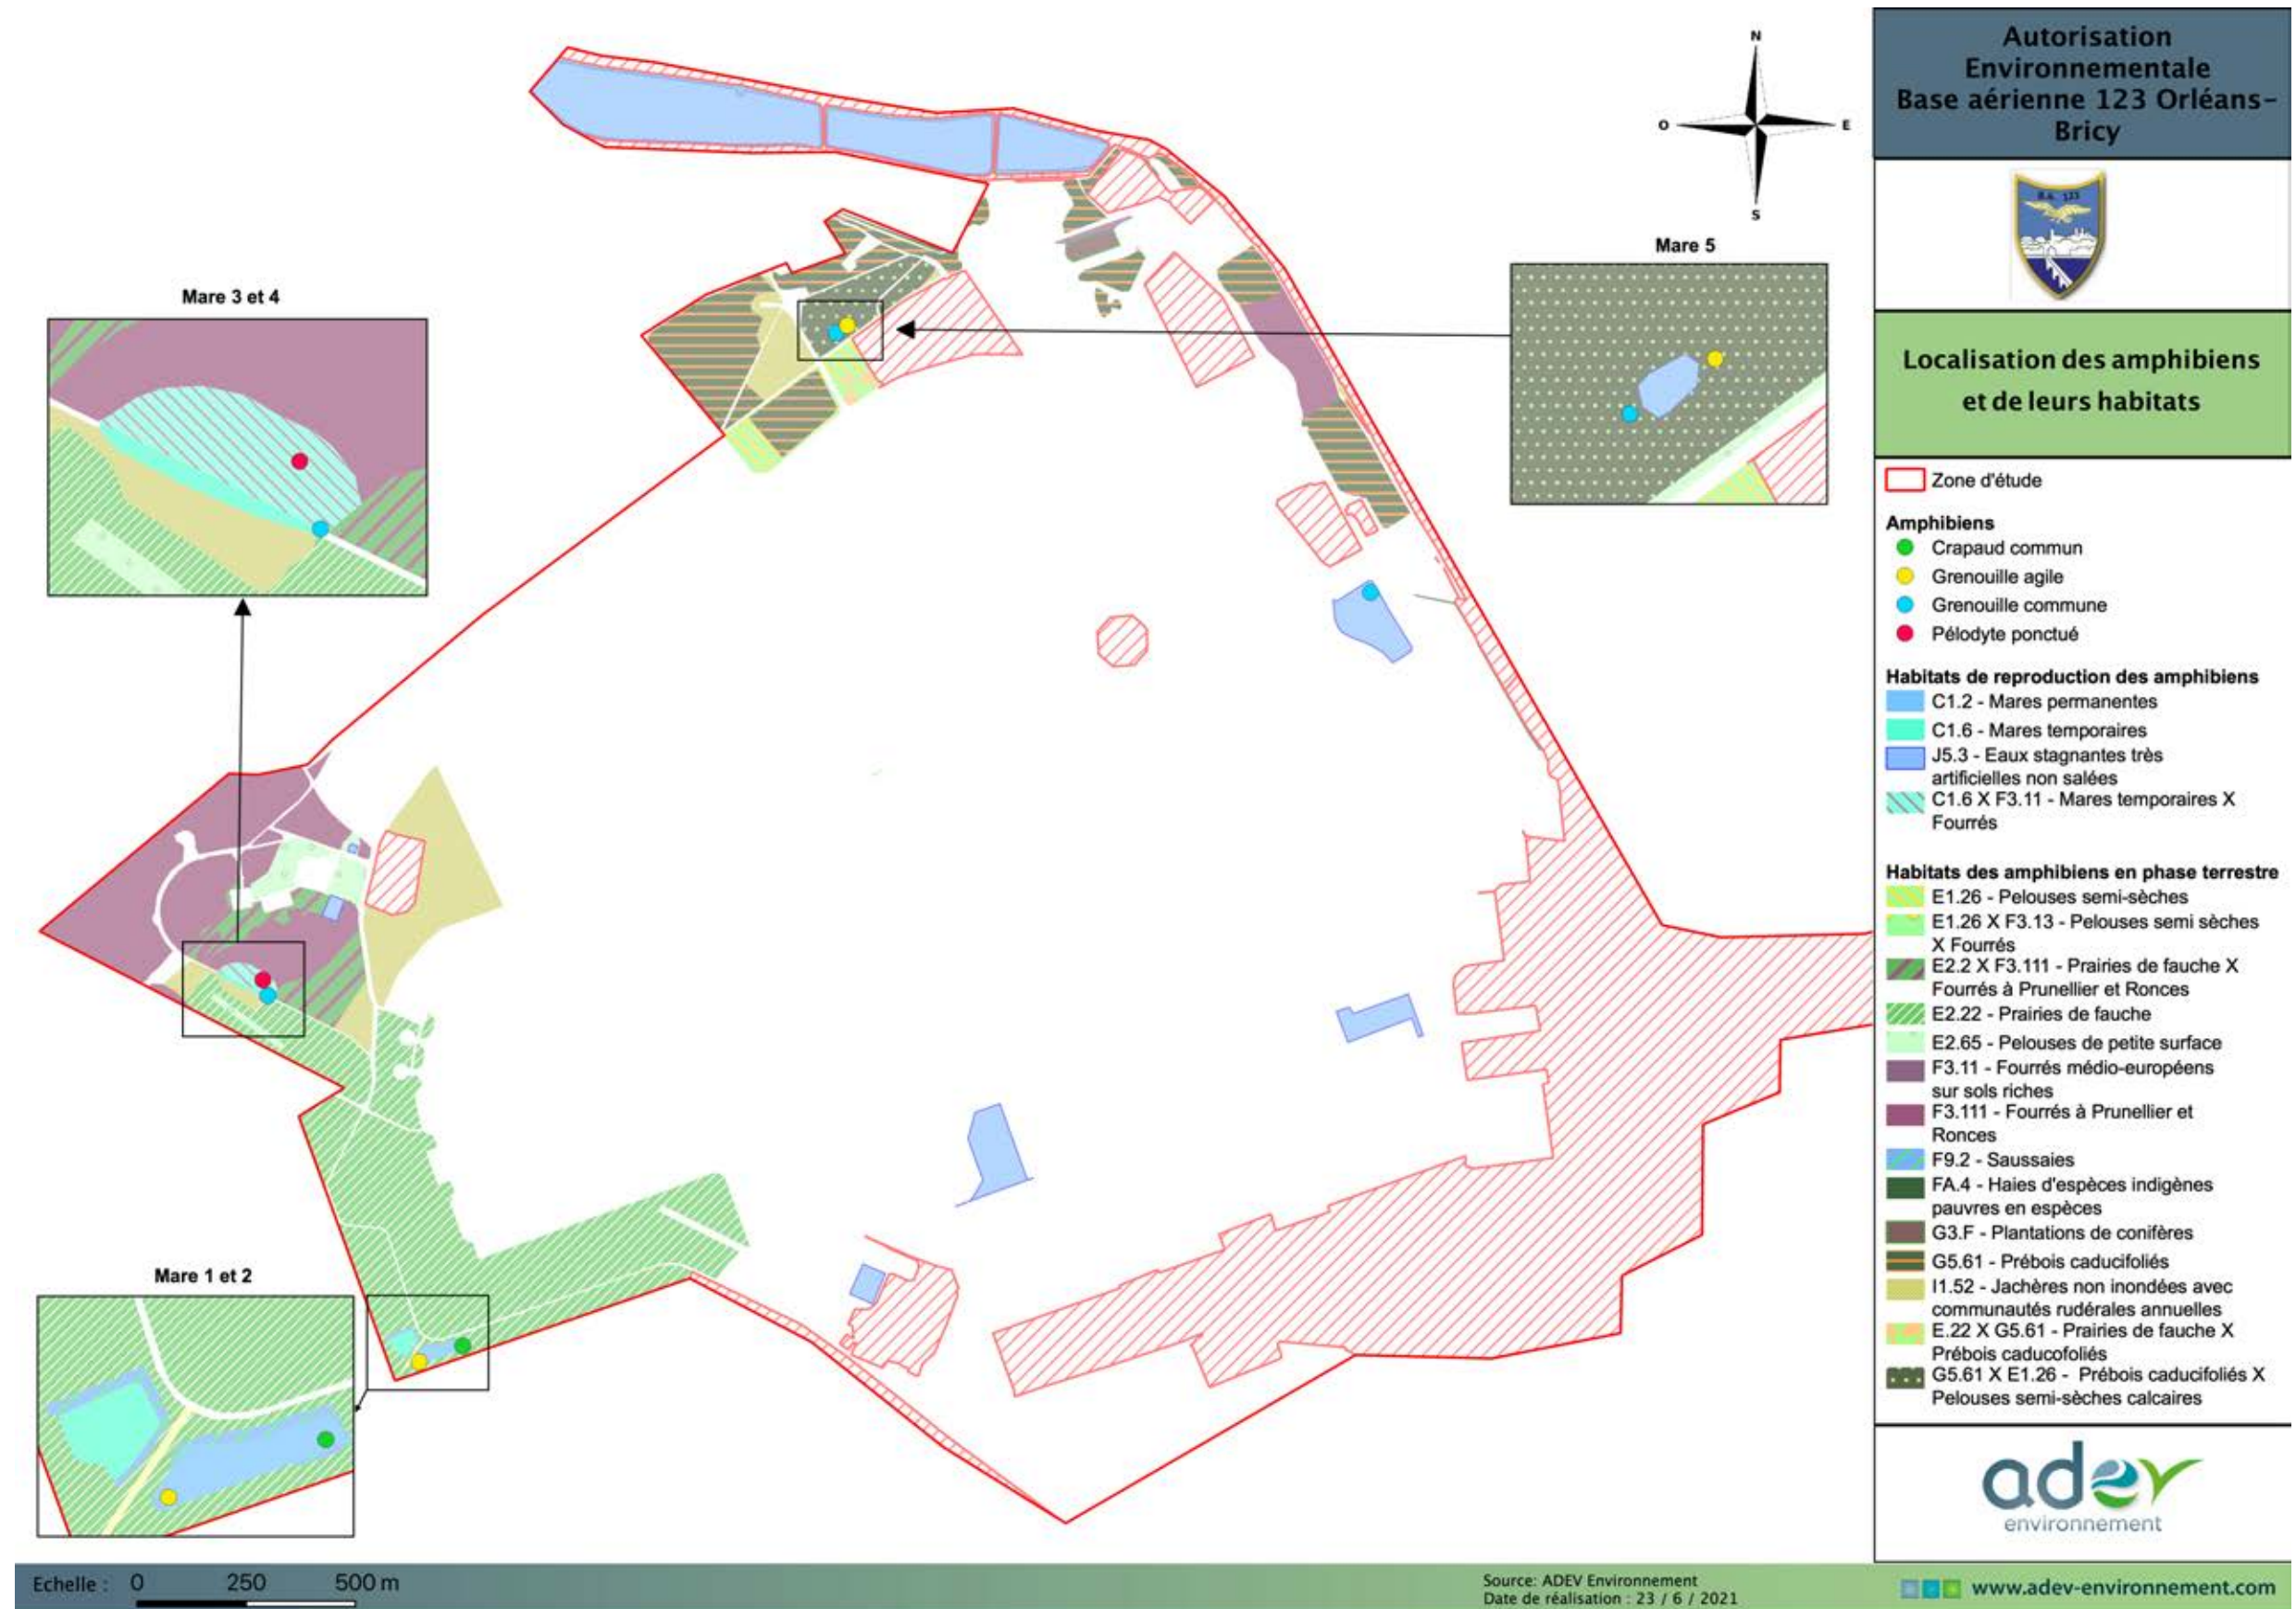 Autorisation
Environnementale
Base aérienne 123 Orléans-
Bricy
B.A. 123
Localisation des amphibiens
et de leurs habitats
N
O
E
S
Mare 5
Mare 3 et 4
Mare 1 et 2
Zone d'étude
Amphibiens
Crapaud commun
Grenouille agile
Grenouille commune
Pélodyte ponctué
Habitats de reproduction des amphibiens
C1.2 - Mares permanentes
C1.6 - Mares temporaires
J5.3 - Eaux stagnantes très
artificielles non salées
C1.6 X F3.11 - Mares temporaires X
Fourrés
Habitats des amphibiens en phase terrestre
E1.26 - Pelouses semi-sèches
E1.26 X F3.13 - Pelouses semi sèches
X Fourrés
E2.2 X F3.111 - Prairies de fauche X
Fourrés à Prunellier et Ronces
E2.22 - Prairies de fauche
E2.65 - Pelouses de petite surface
F3.11 - Fourrés médio-européens
sur sols riches
F3.111 - Fourrés à Prunellier et
Ronces
F9.2 - Saussaies
FA.4 - Haies d'espèces indigènes
pauvres en espèces
G3.F - Plantations de conifères
G5.61 - Prébois caducifoliés
I1.52 - Jachères non inondées avec
communautés rudérales annuelles
E.22 X G5.61 - Prairies de fauche X
Prébois caducofoliés
G5.61 X E1.26 - Prébois caducifoliés X
Pelouses semi-sèches calcaires
adev
environnement
Echelle : 0 250 500 m
Source: ADEV Environnement
Date de réalisation : 23 / 6 / 2021
www.adev-environnement.com